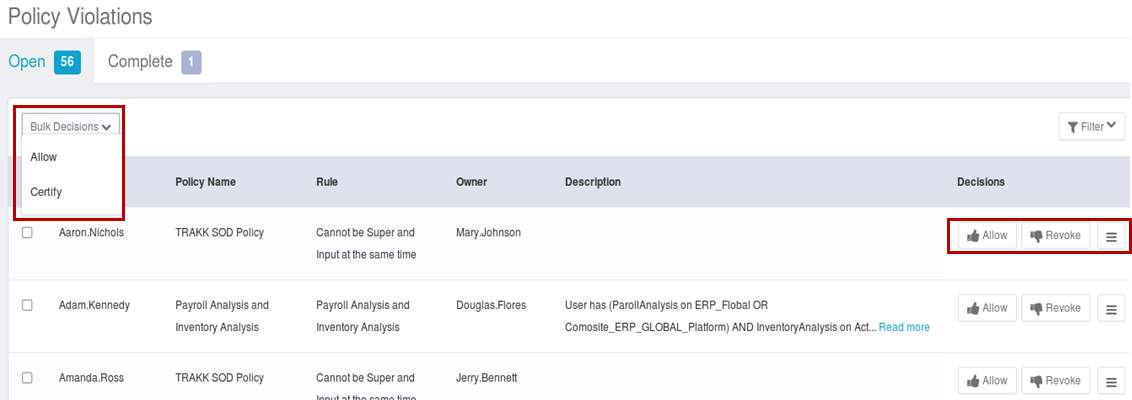 Policy Violations
Open 56 Complete 1
Bulk Decisions Filter
Allow
Certify
Policy Name Rule Owner Description Decisions
Aaron.Nichols TRAKK SOD Policy Cannot be Super and Mary.Johnson Allow Revoke
Input at the same time
Adam.Kennedy Payroll Analysis and Payroll Analysis and Douglas.Flores User has (ParollAnalysis on ERP_Flobal OR Allow Revoke
Inventory Analysis Inventory Analysis Comosite_ERP_GLOBAL_Platform) AND InventoryAnalysis on Act... Read more
Amanda.Ross TRAKK SOD Policy Cannot be Super and Jerry.Bennett Allow Revoke
Input at the same time